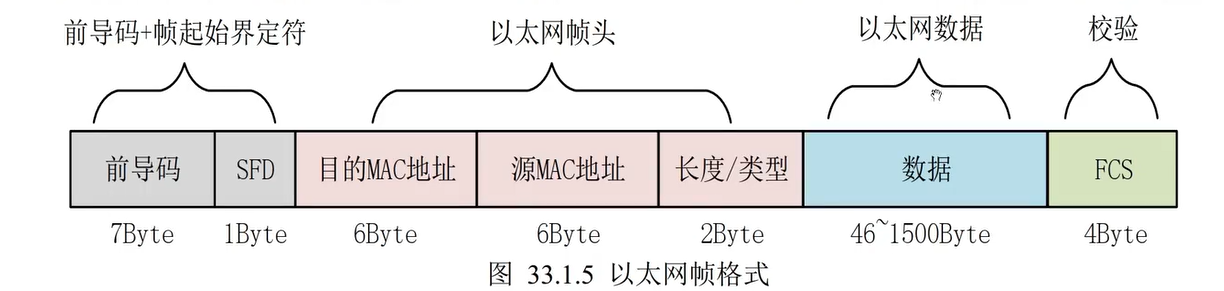 前导码+帧起始界定符 以太网帧头 以太网数据 校验
前导码 SFD 目的MAC地址 源MAC地址 长度/类型 数据 FCS
7Byte 1Byte 6Byte 6Byte 2Byte 46~1500Byte 4Byte
图 33.1.5 以太网帧格式